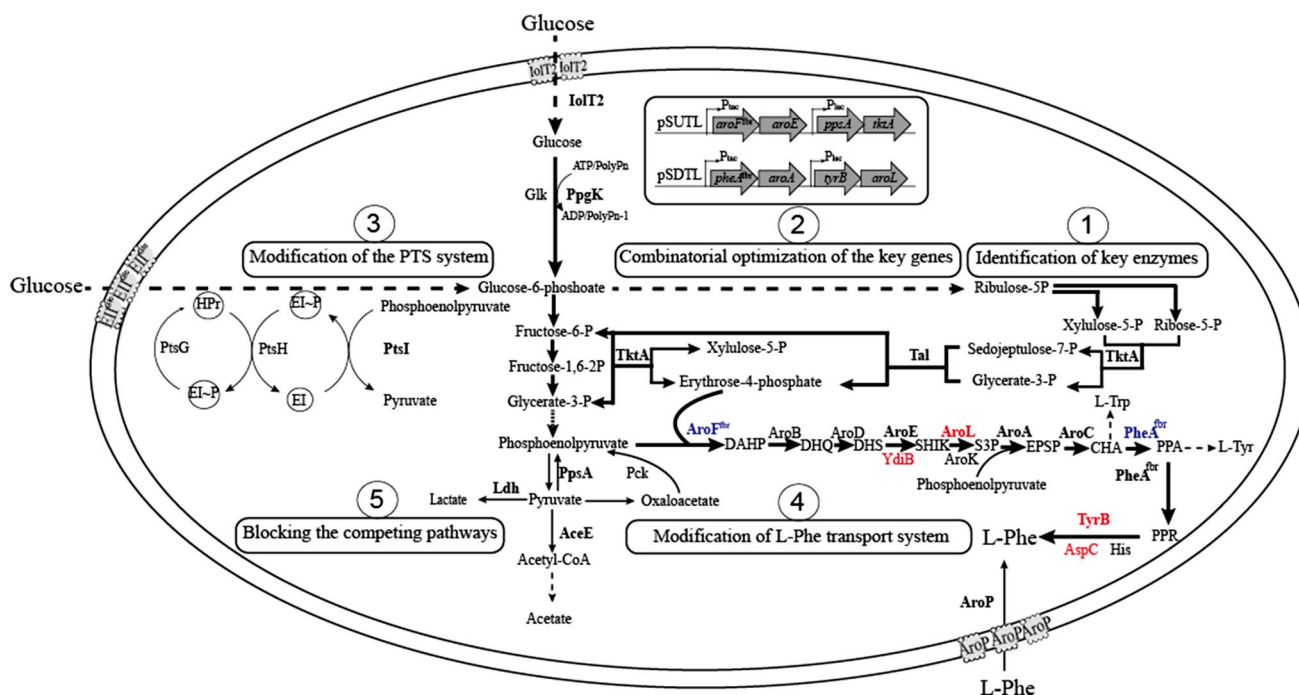 Glucose
IolT2 IolT2
IolT2
Glucose
ATP/PolyPn
Glk PpgK
ADP/PolyPn-1
pSUTL Ptac aroFfbr aroE Ptac ppsA tktA
pSDTL Ptac pheAfbr aroA Ptac tyrB aroL
3
Modification of the PTS system
2
Combinatorial optimization of the key genes
1
Identification of key enzymes
EIIGlc EIIGlc EIIGlc
Glucose
Glucose-6-phoshoate
Ribulose-5P
HPr
EI~P
Phosphoenolpyruvate
PtsG
PtsH
PtsI
EI~P
EI
Pyruvate
Fructose-6-P
Fructose-1,6-2P
Glycerate-3-P
TktA
Xylulose-5-P
Erythrose-4-phosphate
Tal
Sedojeptulose-7-P
Glycerate-3-P
TktA
Xylulose-5-P
Ribose-5-P
L-Trp
Phosphoenolpyruvate
AroFfbr
DAHP
AroB
DHQ
AroD
DHS
AroE
YdiB
SHIK
AroL
AroK
S3P
AroA
Phosphoenolpyruvate
EPSP
AroC
CHA
PheAfbr
PPA
L-Tyr
PheAfbr
PPR
TyrB
AspC
His
L-Phe
PpsA
Pck
Ldh
Lactate
Pyruvate
Oxaloacetate
AceE
Acetyl-CoA
Acetate
5
Blocking the competing pathways
4
Modification of L-Phe transport system
AroP
AroP AroP AroP
L-Phe